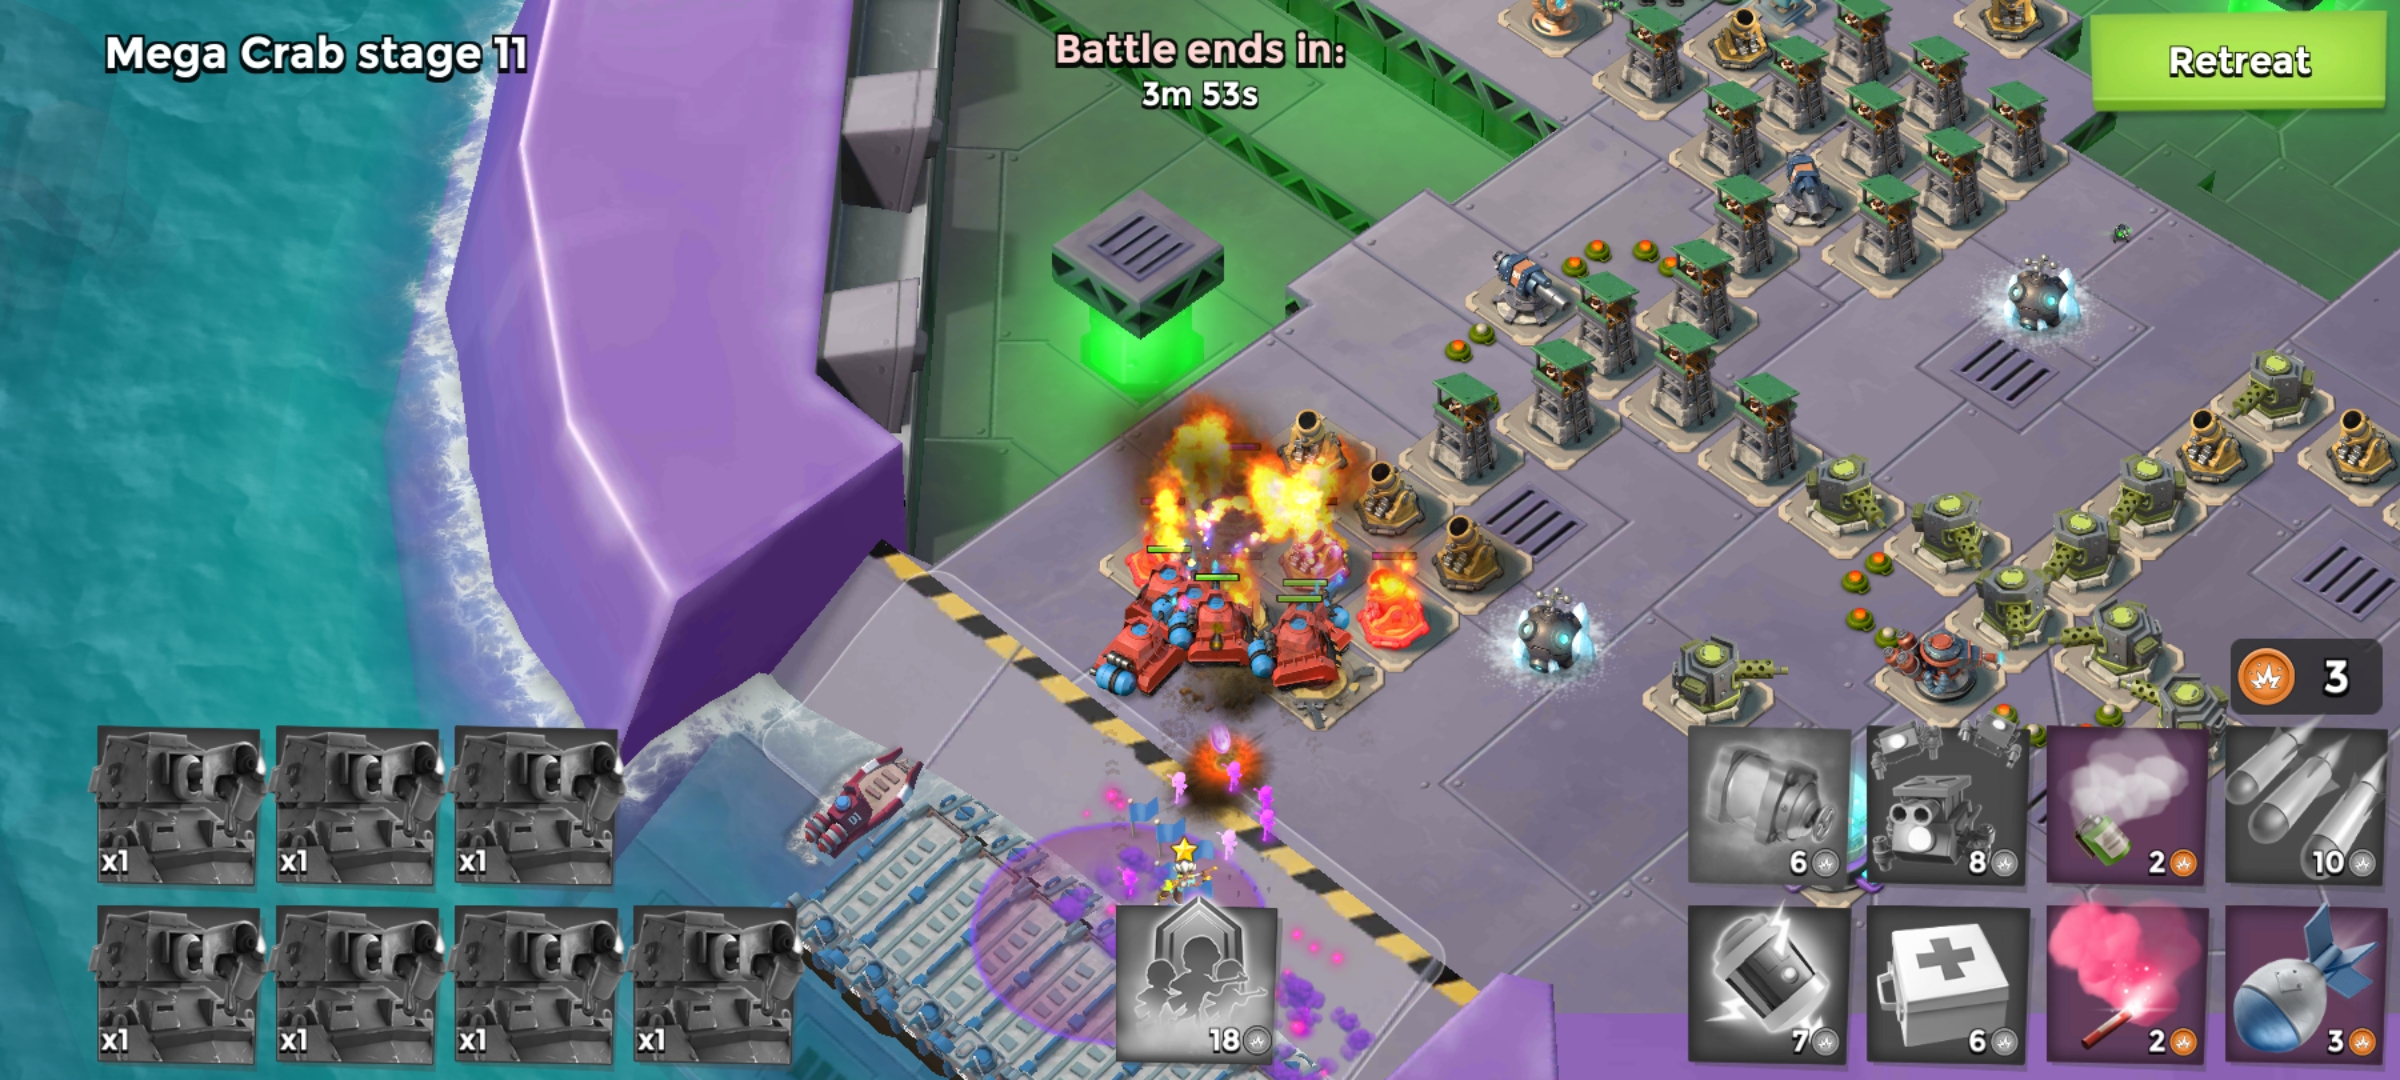 Mega Crab stage 11
Battle ends in:
3m 53s
Retreat
3
x1
x1
x1
6
8
2
10
x1
x1
x1
x1
18
7
6
2
3